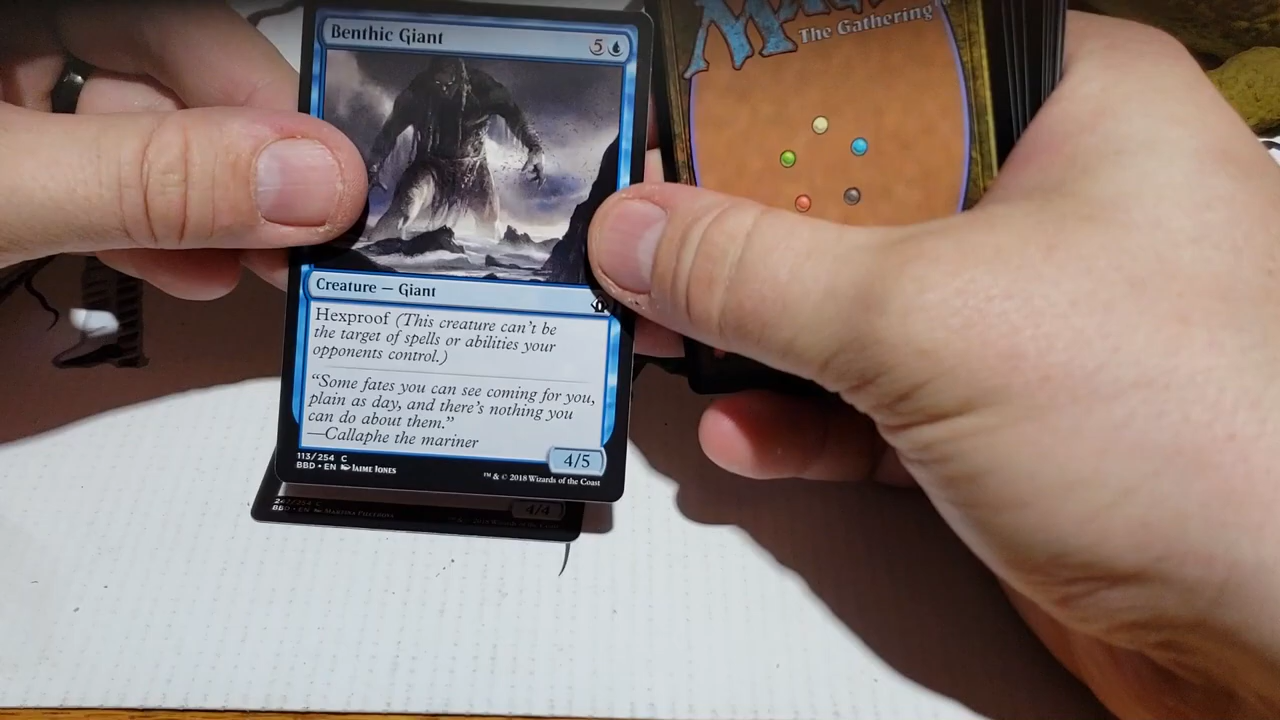 Benthic Giant 5
MAGIC
The Gathering
Creature — Giant
Hexproof (This creature can't be
the target of spells or abilities your
opponents control.)
"Some fates you can see coming for you,
plain as day, and there's nothing you
can do about them."
—Callaphe the mariner
4/5
113/254 C
BBD • EN JAIME JONES
™ & © 2018 Wizards of the Coast
4/4
BBD • EN